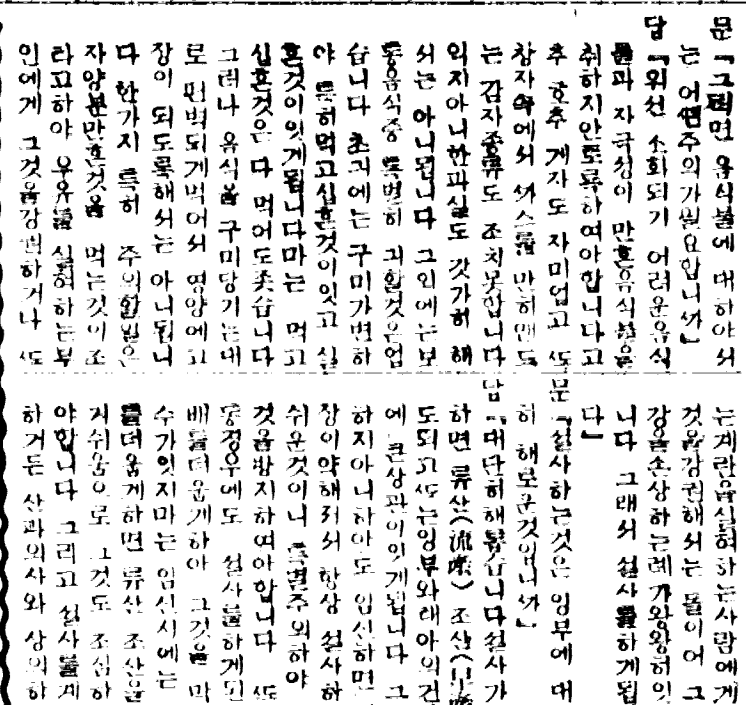 문 「그러면 음식물에 대하야서
는 어떤주의가필요합니까」
답 「위선 소화되기 어려운음식
물과 자극성이 만흔음식물은
취하지안토록하여야합니다고
추 호추 게자도 자미업고 또
창자속에서 까스를 만히맨드
는 감자종류도 조치못합니다
익지아니한과실도 갓가히 해
서는 아니됩니다 그외에는보
통음식중 특별히 피할것은업
습니다 초긔에는구미가변하
야 특히먹고십흔것이잇고 실
흔것이잇게됩니다마는 먹고
십흔것은 다 먹어도좃습니다
그러나 음식을 구미당기는대
로 편벽되게먹어서 영양에고
장이 되도록해서는 아니됩니
다 한가지 특히 주의할일은
자양분만흔것을 먹는것이조
타고하야 우유를 실혀하는부
인에게 그것을강권하거나 또
는계란을실혀하는사람에게
것을강권해서는 돌이어 그
강을손상하는례가왕왕히잇
니다 그래서 설사를하게됩
다」
문 「설사하는것은 임부에 대
히 해로운것입니까」
답 「대단히해롭습니다설사가
하면 류산(流産) 조산(早産
도되고또는임부와태아의건
에 큰상관이잇게됩니다 그
하지아니하야도 임신하면
장이약해저서 항상 설사하
쉬운것이니 특별주의하야
것을방지하여야합니다 또
통경우에도 설사를하게된
배를더웁게하야 그것을 막
수가잇지마는 임신시에는
를더웁게하면 류산 조산을
기쉬움으로 그것도 조심하
야합니다 그리고 설사를게
하거든 산과의사와 상의하